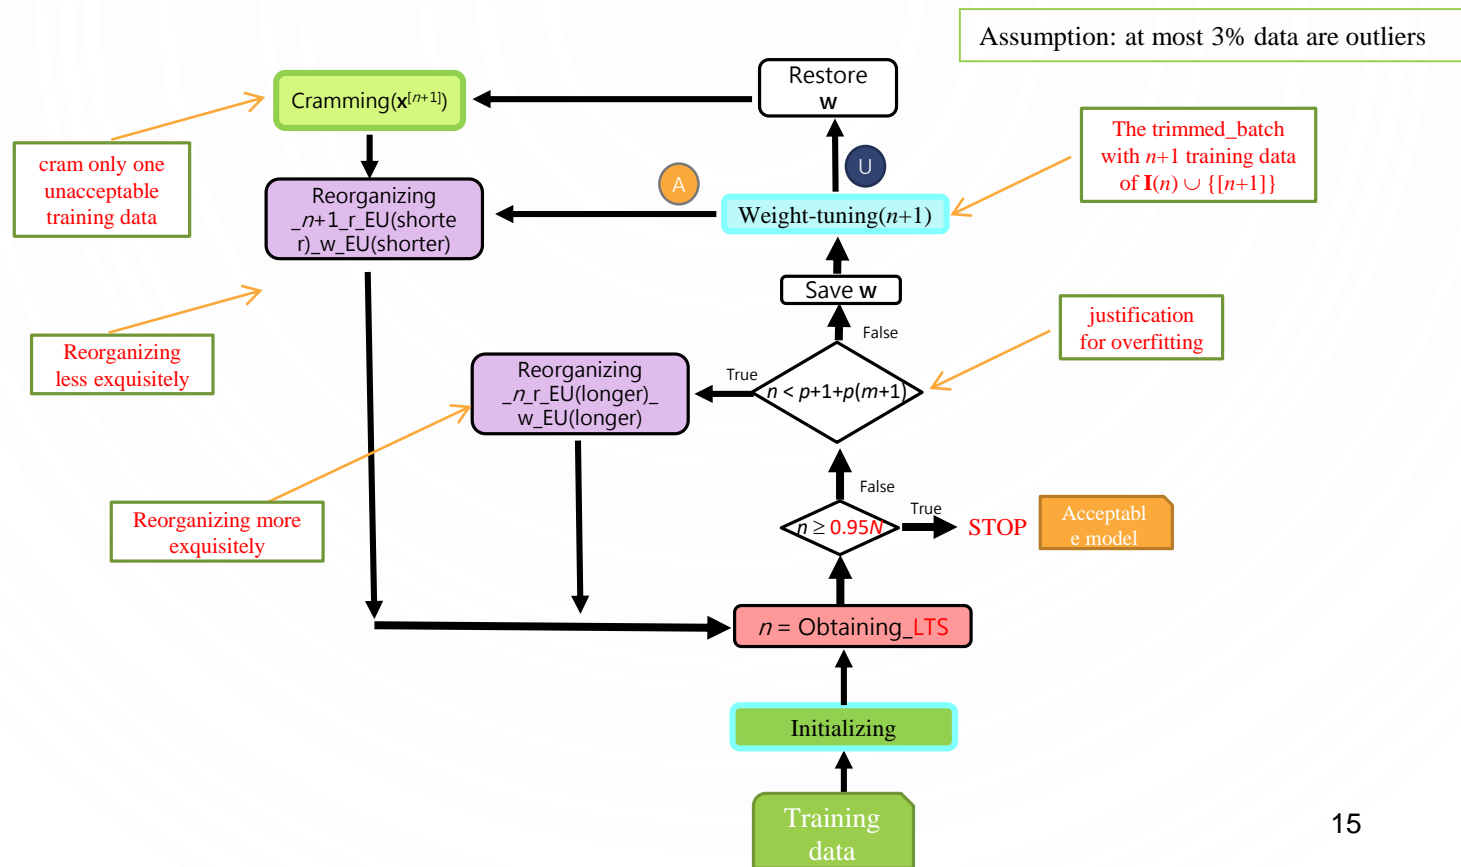 Assumption: at most 3% data are outliers
Restore
w
Cramming(x[n+1])
The trimmed_batch
with n+1 training data
of I(n) ∪ {[n+1]}
cram only one
unacceptable
training data
U
A
Reorganizing
_n+1_r_EU(shorte
r)_w_EU(shorter)
Weight-tuning(n+1)
Save w
False
justification
for overfitting
Reorganizing
less exquisitely
Reorganizing
_n_r_EU(longer)_
w_EU(longer)
True
n < p+1+p(m+1)
False
Reorganizing more
exquisitely
n ≥ 0.95N
True
STOP
Acceptabl
e model
n = Obtaining_LTS
Initializing
Training
data
15